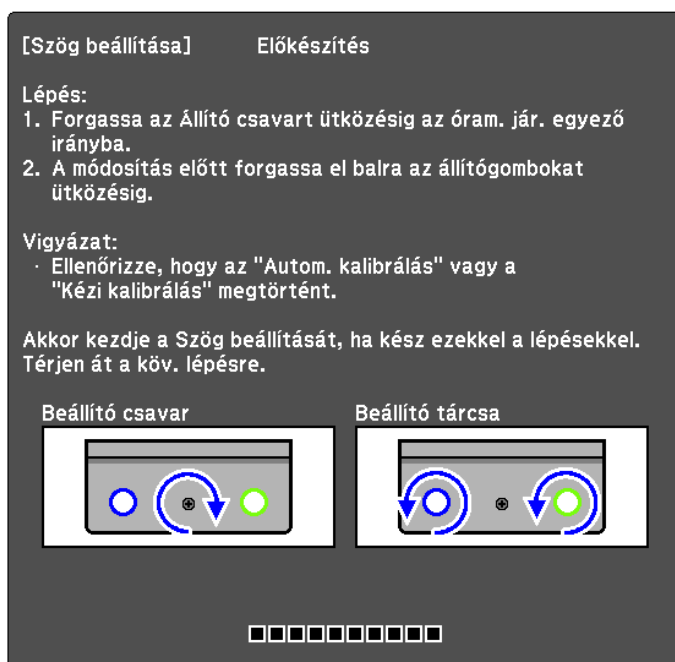 [Szög beállítása] Előkészítés
Lépés:
1. Forgassa az Állító csavart ütközésig az óram. jár. egyező
irányba.
2. A módosítás előtt forgassa el balra az állítógombokat
ütközésig.
Vigyázat:
· Ellenőrizze, hogy az "Autom. kalibrálás" vagy a
"Kézi kalibrálás" megtörtént.
Akkor kezdje a Szög beállítását, ha kész ezekkel a lépésekkel.
Térjen át a köv. lépésre.
Beállító csavar Beállító tárcsa